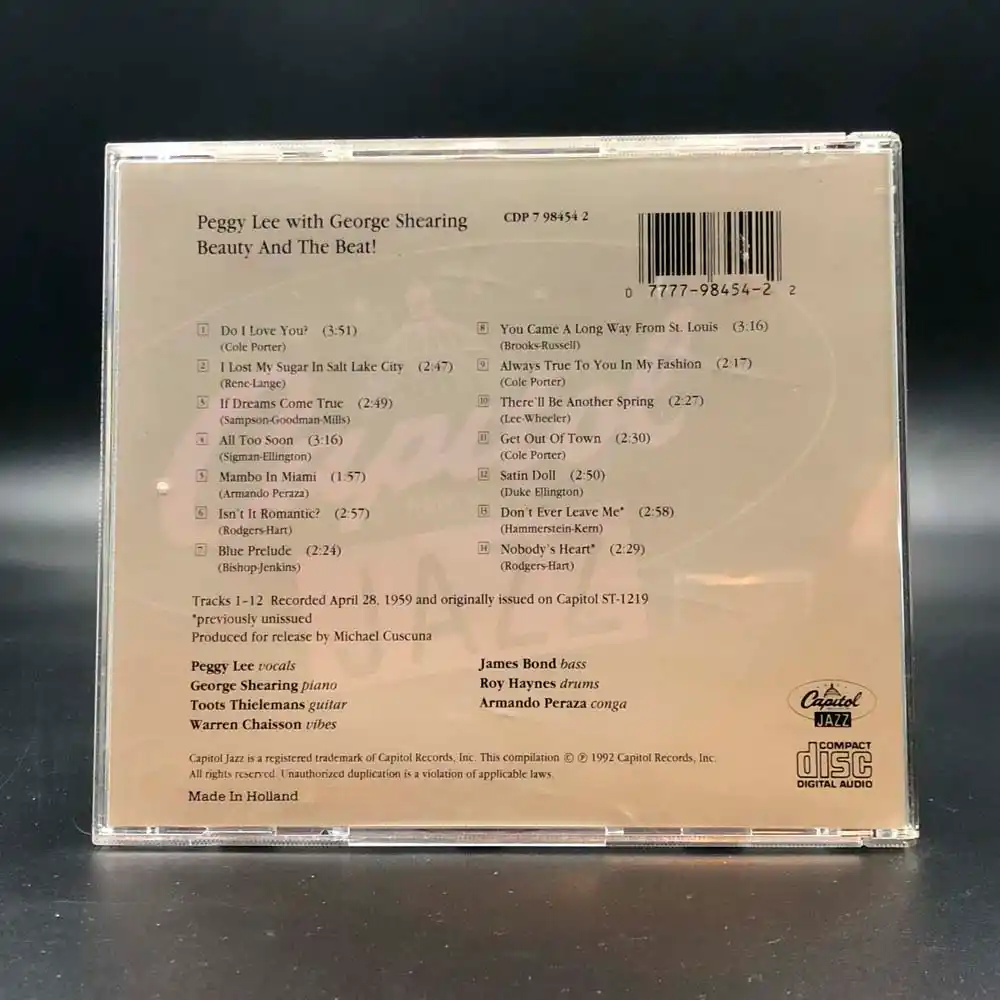 Peggy Lee with George Shearing
Beauty And The Beat!
CDP 7 98454 2
0 7777-98454-2 2
1 Do I Love You? (3:51)
(Cole Porter)
2 I Lost My Sugar In Salt Lake City (2:47)
(Rene-Lange)
3 If Dreams Come True (2:49)
(Sampson-Goodman-Mills)
4 All Too Soon (3:16)
(Sigman-Ellington)
5 Mambo In Miami (1:57)
(Armando Peraza)
6 Isn't It Romantic? (2:57)
(Rodgers-Hart)
7 Blue Prelude (2:24)
(Bishop-Jenkins)
8 You Came A Long Way From St. Louis (3:16)
(Brooks-Russell)
9 Always True To You In My Fashion (2:17)
(Cole Porter)
10 There'll Be Another Spring (2:27)
(Lee-Wheeler)
11 Get Out Of Town (2:30)
(Cole Porter)
12 Satin Doll (2:50)
(Duke Ellington)
13 Don't Ever Leave Me* (2:58)
(Hammerstein-Kern)
14 Nobody's Heart* (2:29)
(Rodgers-Hart)
Tracks 1-12 Recorded April 28, 1959 and originally issued on Capitol ST-1219
*previously unissued
Produced for release by Michael Cuscuna
Peggy Lee vocals
George Shearing piano
Toots Thielemans guitar
Warren Chaisson vibes
James Bond bass
Roy Haynes drums
Armando Peraza conga
Capitol
JAZZ
Capitol Jazz is a registered trademark of Capitol Records, Inc. This compilation © ℗ 1992 Capitol Records, Inc.
All rights reserved. Unauthorized duplication is a violation of applicable laws.
Made In Holland
COMPACT
disc
DIGITAL AUDIO
Capitol
JAZZ